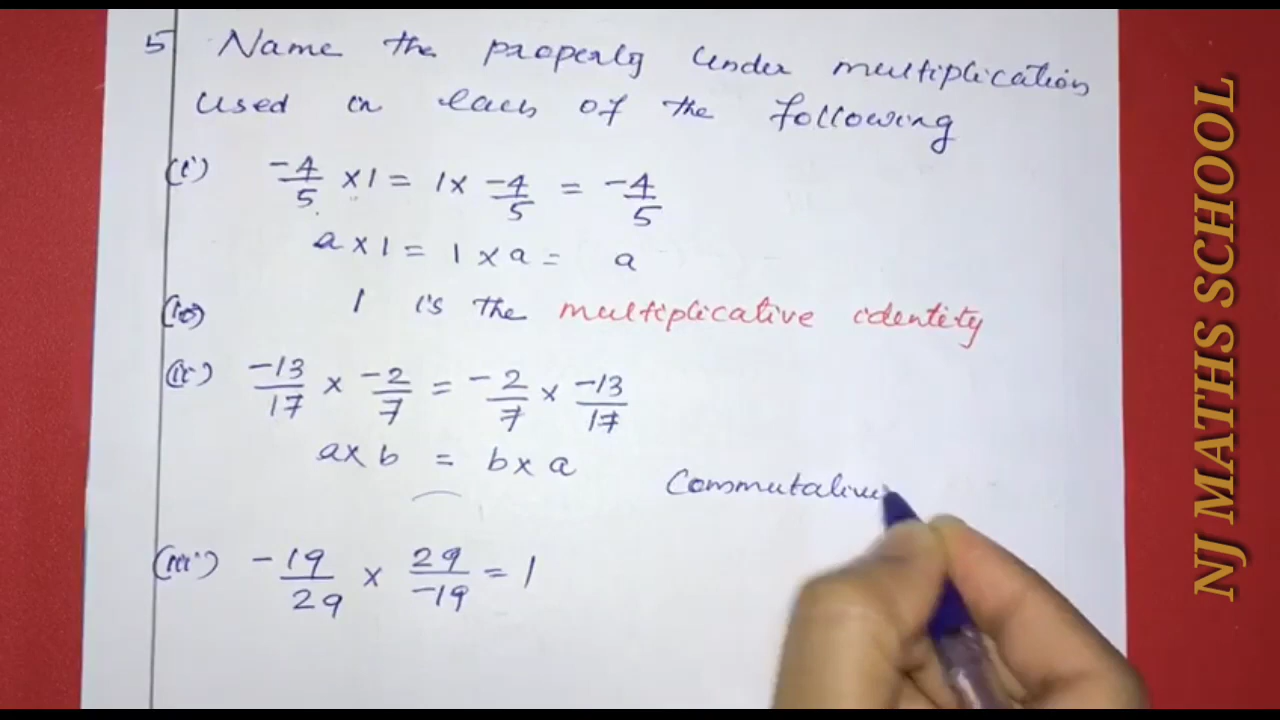 5 Name the property under multiplication
used in each of the following
(i) -4/5 ×1 = 1× -4/5 = -4/5
a ×1 = 1 × a = a
1 is the multiplicative identity
(ii) -13/17 × -2/7 = -2/7 × -13/17
a× b = b× a
Commutative
(iii) -19/29 × 29/-19 = 1
NJ MATHS SCHOOL